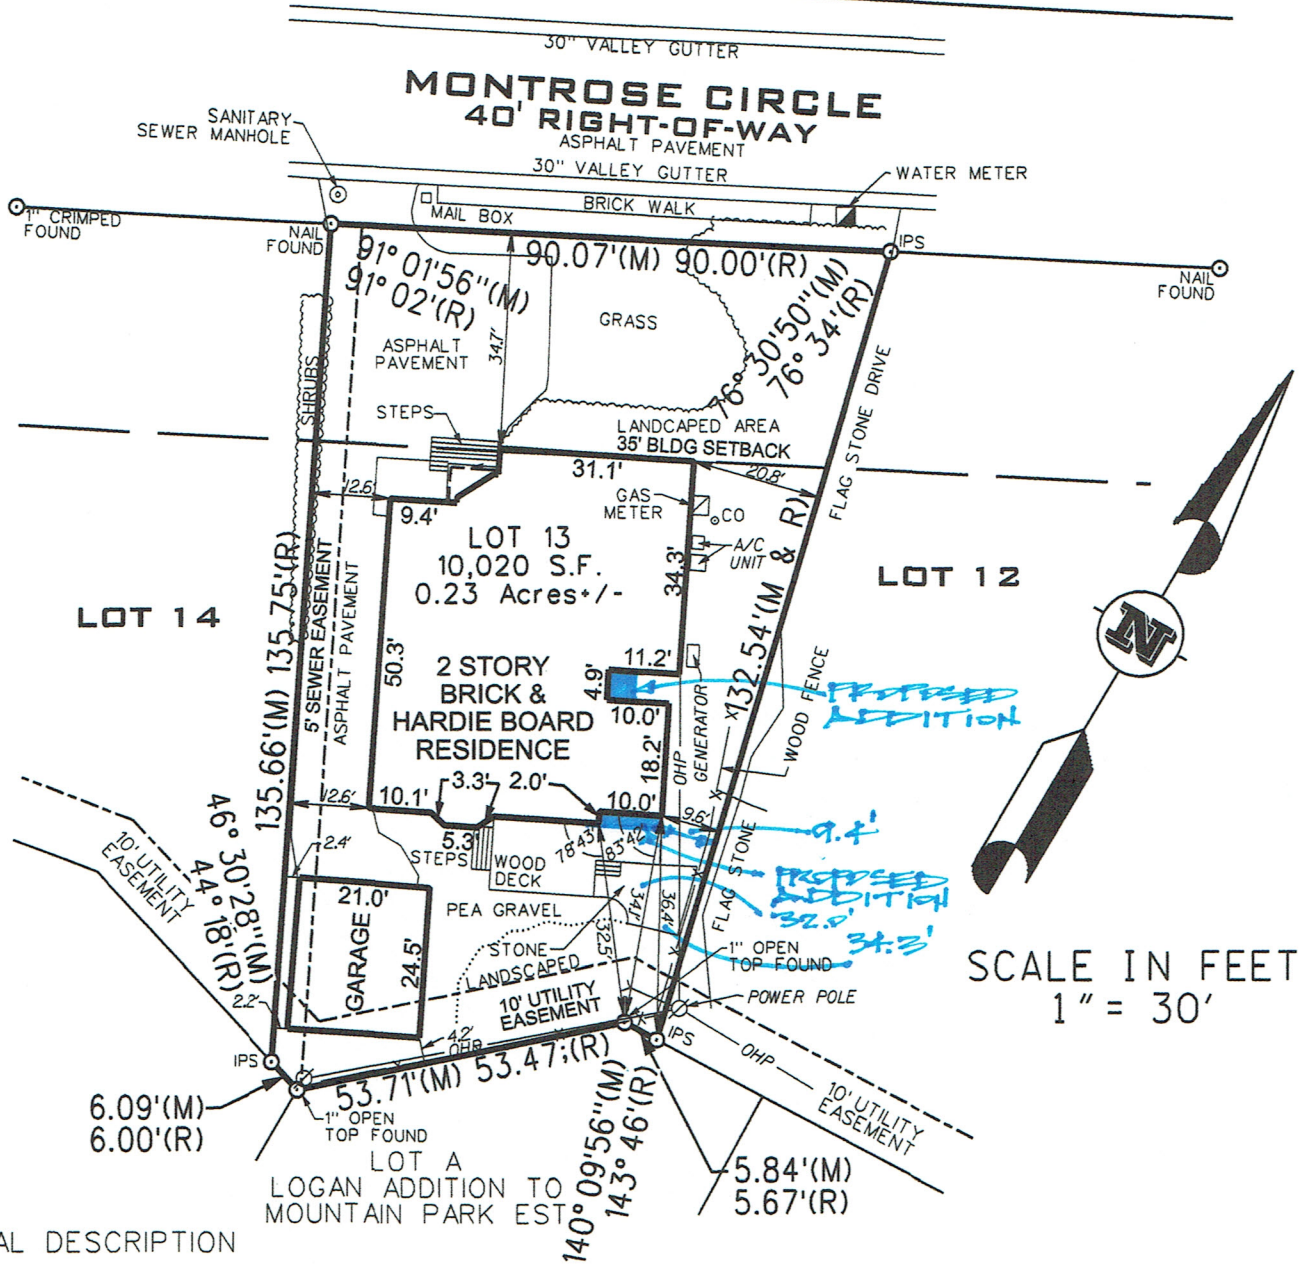 30" VALLEY GUTTER
MONTROSE CIRCLE
40' RIGHT-OF-WAY
ASPHALT PAVEMENT
30" VALLEY GUTTER
SANITARY
SEWER MANHOLE
WATER METER
BRICK WALK
MAIL BOX
1" CRIMPED
FOUND
NAIL
FOUND
IPS
NAIL
FOUND
90.07'(M) 90.00'(R)
91° 01'56"(M)
91° 02'(R)
76° 30'50"(M)
76° 34'(R)
GRASS
34.7'
ASPHALT
PAVEMENT
SHRUBS
STEPS
LANDCAPED AREA
35' BLDG SETBACK
FLAG STONE DRIVE
31.1'
20.8'
12.6'
9.4'
GAS
METER
CO
A/C
UNIT
LOT 13
10,020 S.F.
0.23 Acres+/-
34.3'
LOT 12
LOT 14
135.66'(M) 135.75'(R)
5' SEWER EASEMENT
ASPHALT PAVEMENT
50.3'
132.54'(M & R)
N
2 STORY
BRICK &
HARDIE BOARD
RESIDENCE
11.2'
4.9'
10.0'
18.2'
OHP
GENERATOR
WOOD FENCE
PROPOSED
ADDITION
3.3'
2.0'
10.1'
10.0'
12.6'
9.6'
5.3'
78°43'
83°42'
9.4'
STEPS
WOOD
DECK
FLAG STONE
PROPOSED
ADDITION
32.0'
34.3'
46° 30'28"(M)
44° 18'(R)
10' UTILITY
EASEMENT
2.4'
21.0'
GARAGE
24.5'
PEA GRAVEL
STONE
LANDSCAPED
32.5'
34.1'
36.4'
10' UTILITY
EASEMENT
1" OPEN
TOP FOUND
POWER POLE
SCALE IN FEET
1" = 30'
2.2'
4.2'
OHP
IPS
IPS
OHP
10' UTILITY
EASEMENT
53.71'(M) 53.47;(R)
6.09'(M)
6.00'(R)
1" OPEN
TOP FOUND
140° 09'56"(M)
143° 46'(R)
5.84'(M)
5.67'(R)
LOT A
LOGAN ADDITION TO
MOUNTAIN PARK EST
AL DESCRIPTION